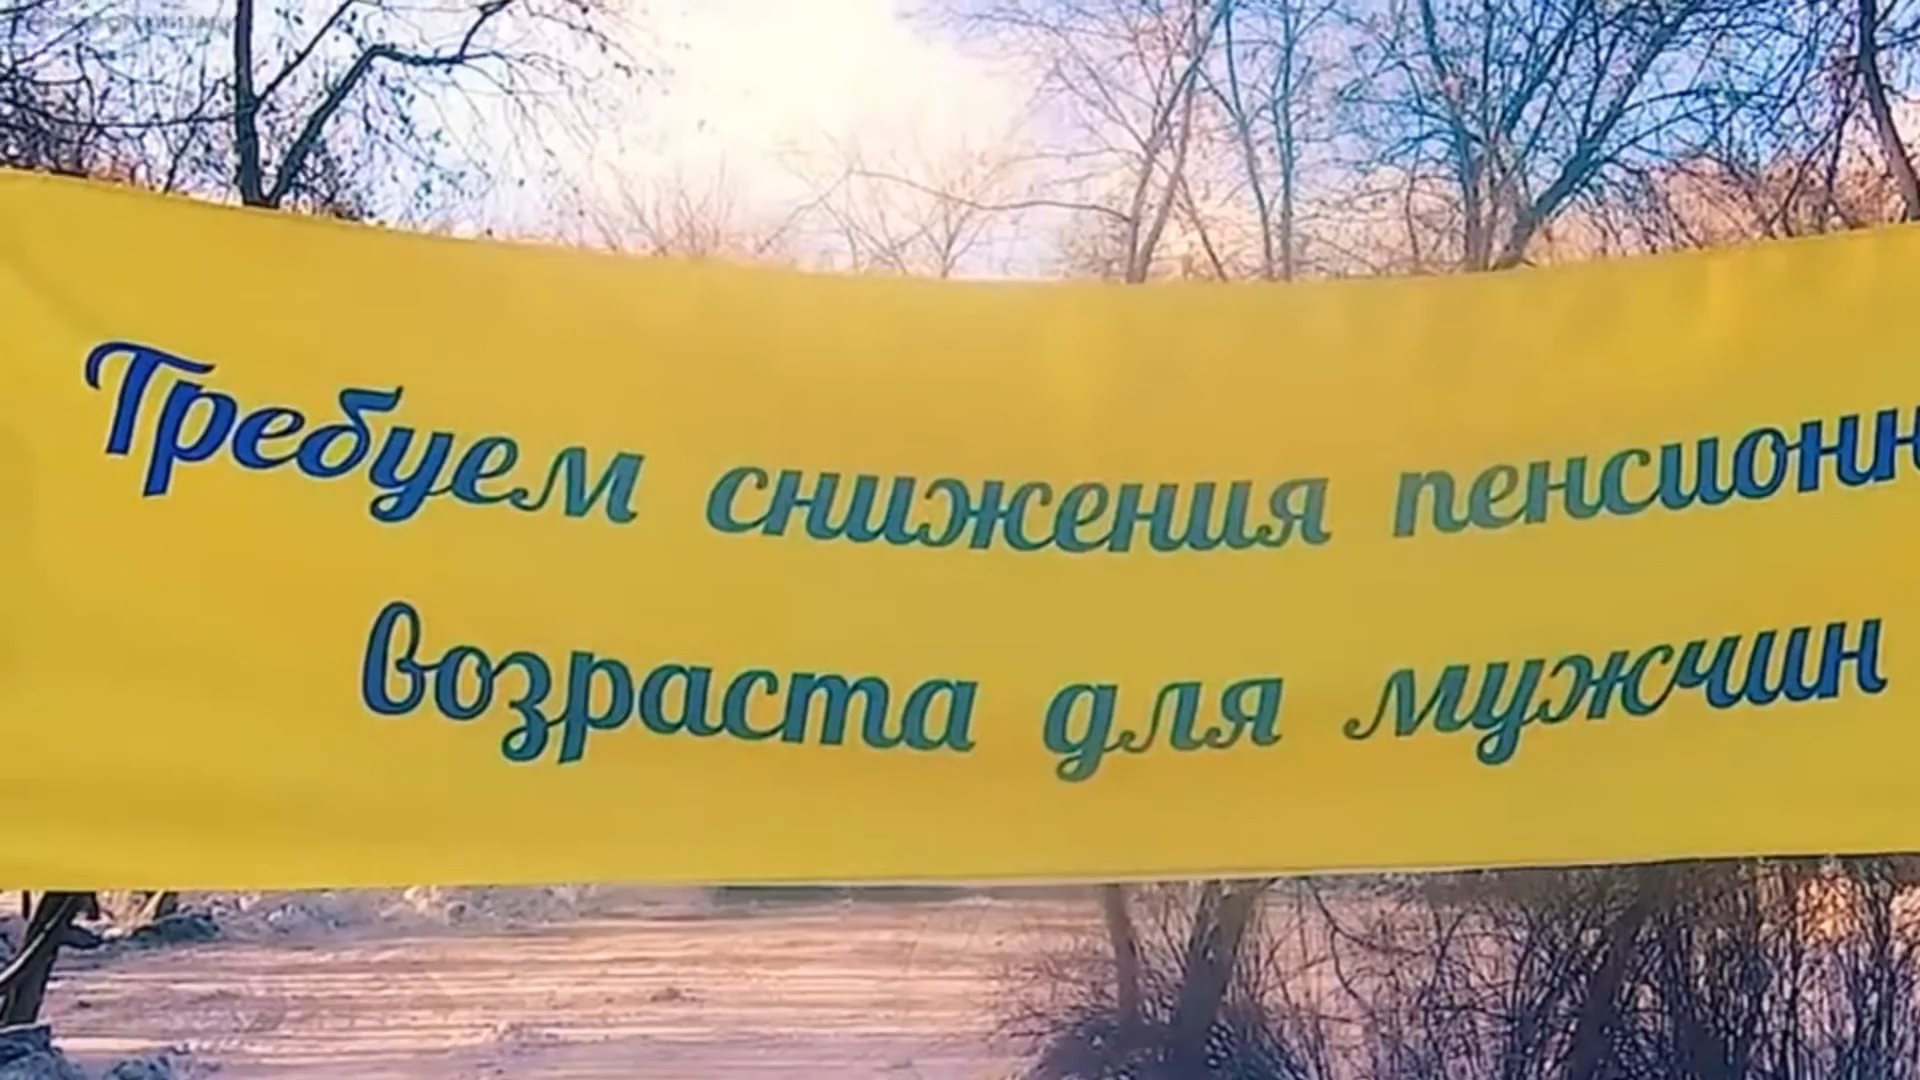 Требуем снижения пенсионн
возраста для мужчин